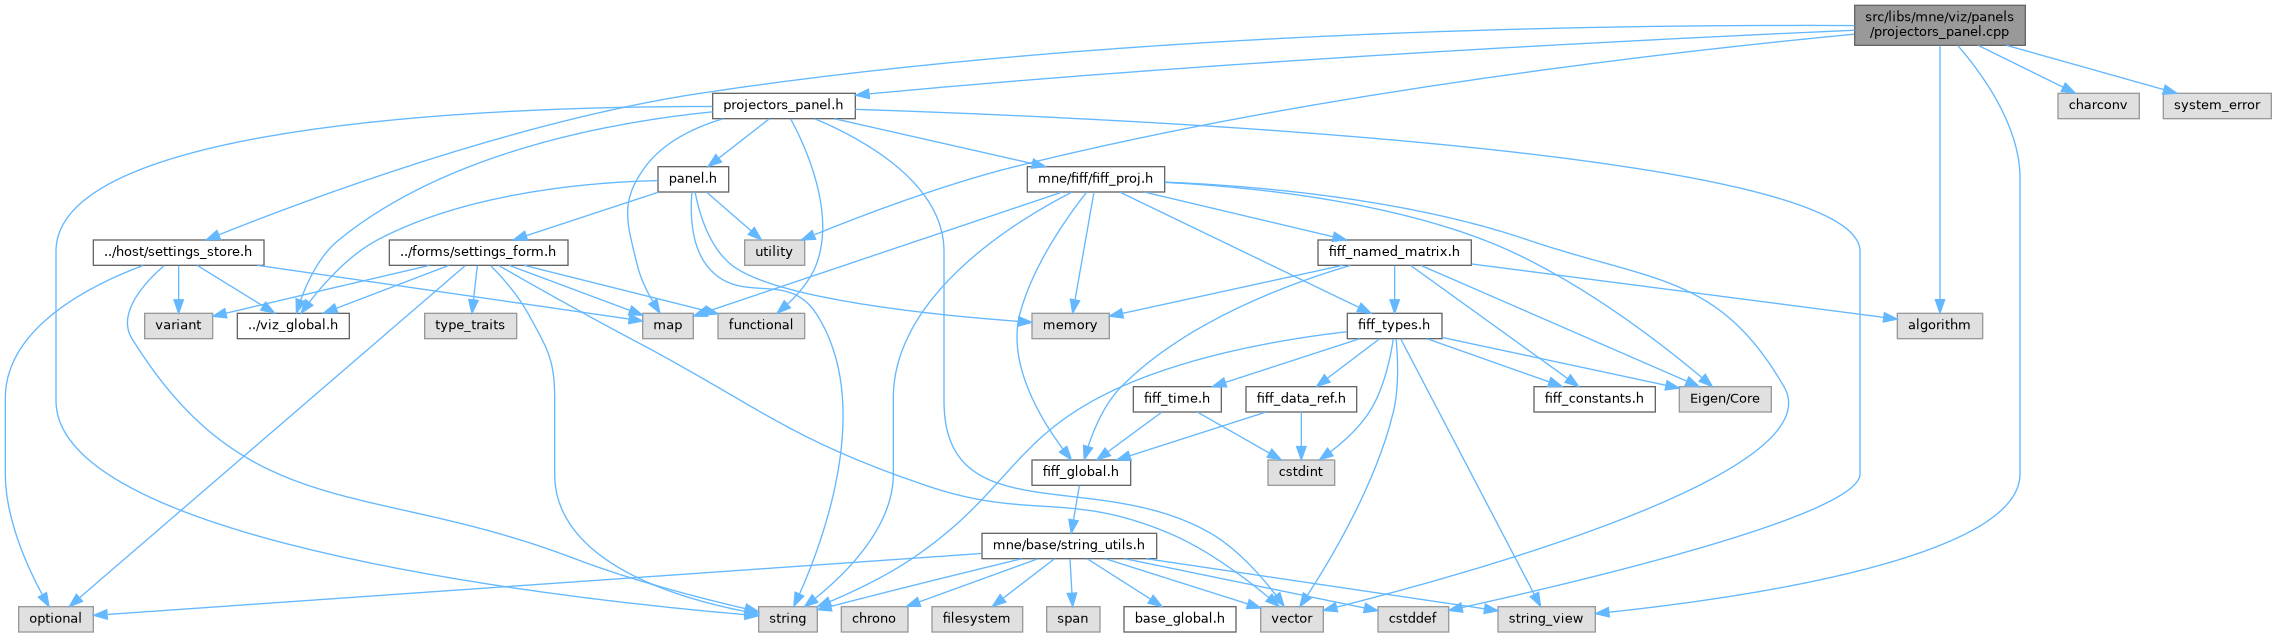 src/libs/mne/viz/panels
/projectors_panel.cpp
projectors_panel.h
charconv
system_error
panel.h
mne/fiff/fiff_proj.h
../host/settings_store.h
../forms/settings_form.h
utility
fiff_named_matrix.h
variant
../viz_global.h
type_traits
map
functional
memory
fiff_types.h
algorithm
fiff_time.h
fiff_data_ref.h
fiff_constants.h
Eigen/Core
fiff_global.h
cstdint
mne/base/string_utils.h
optional
string
chrono
filesystem
span
base_global.h
vector
cstddef
string_view